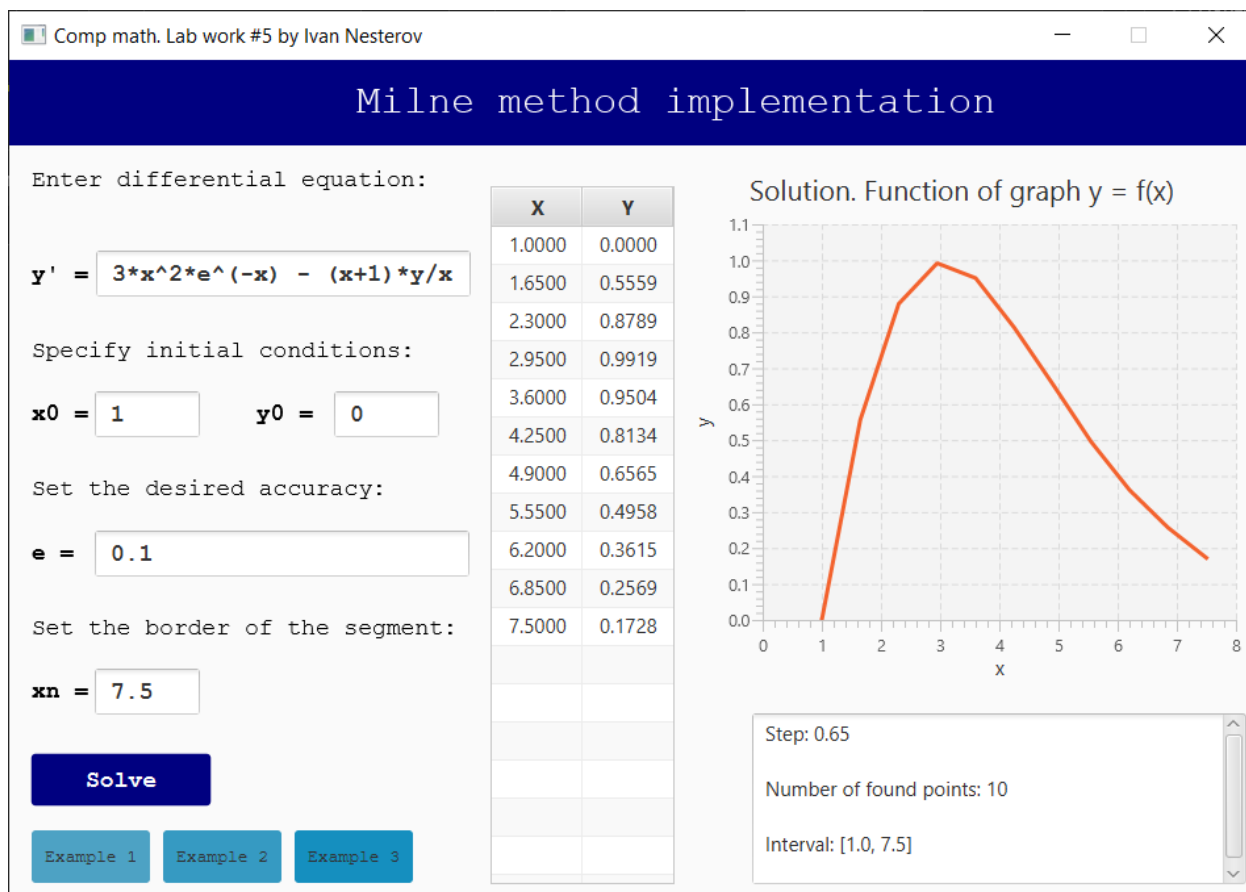 Comp math. Lab work #5 by Ivan Nesterov
Milne method implementation
Enter differential equation:
y' = 3*x^2*e^(-x) - (x+1)*y/x
Specify initial conditions:
x0 = 1 y0 = 0
Set the desired accuracy:
e = 0.1
Set the border of the segment:
xn = 7.5
Solve
Example 1 Example 2 Example 3
X Y
1.0000 0.0000
1.6500 0.5559
2.3000 0.8789
2.9500 0.9919
3.6000 0.9504
4.2500 0.8134
4.9000 0.6565
5.5500 0.4958
6.2000 0.3615
6.8500 0.2569
7.5000 0.1728
Solution. Function of graph y = f(x)
1.1
1.0
0.9
0.8
0.7
0.6
0.5
0.4
0.3
0.2
0.1
0.0
y
0 1 2 3 4 5 6 7 8
x
Step: 0.65
Number of found points: 10
Interval: [1.0, 7.5]